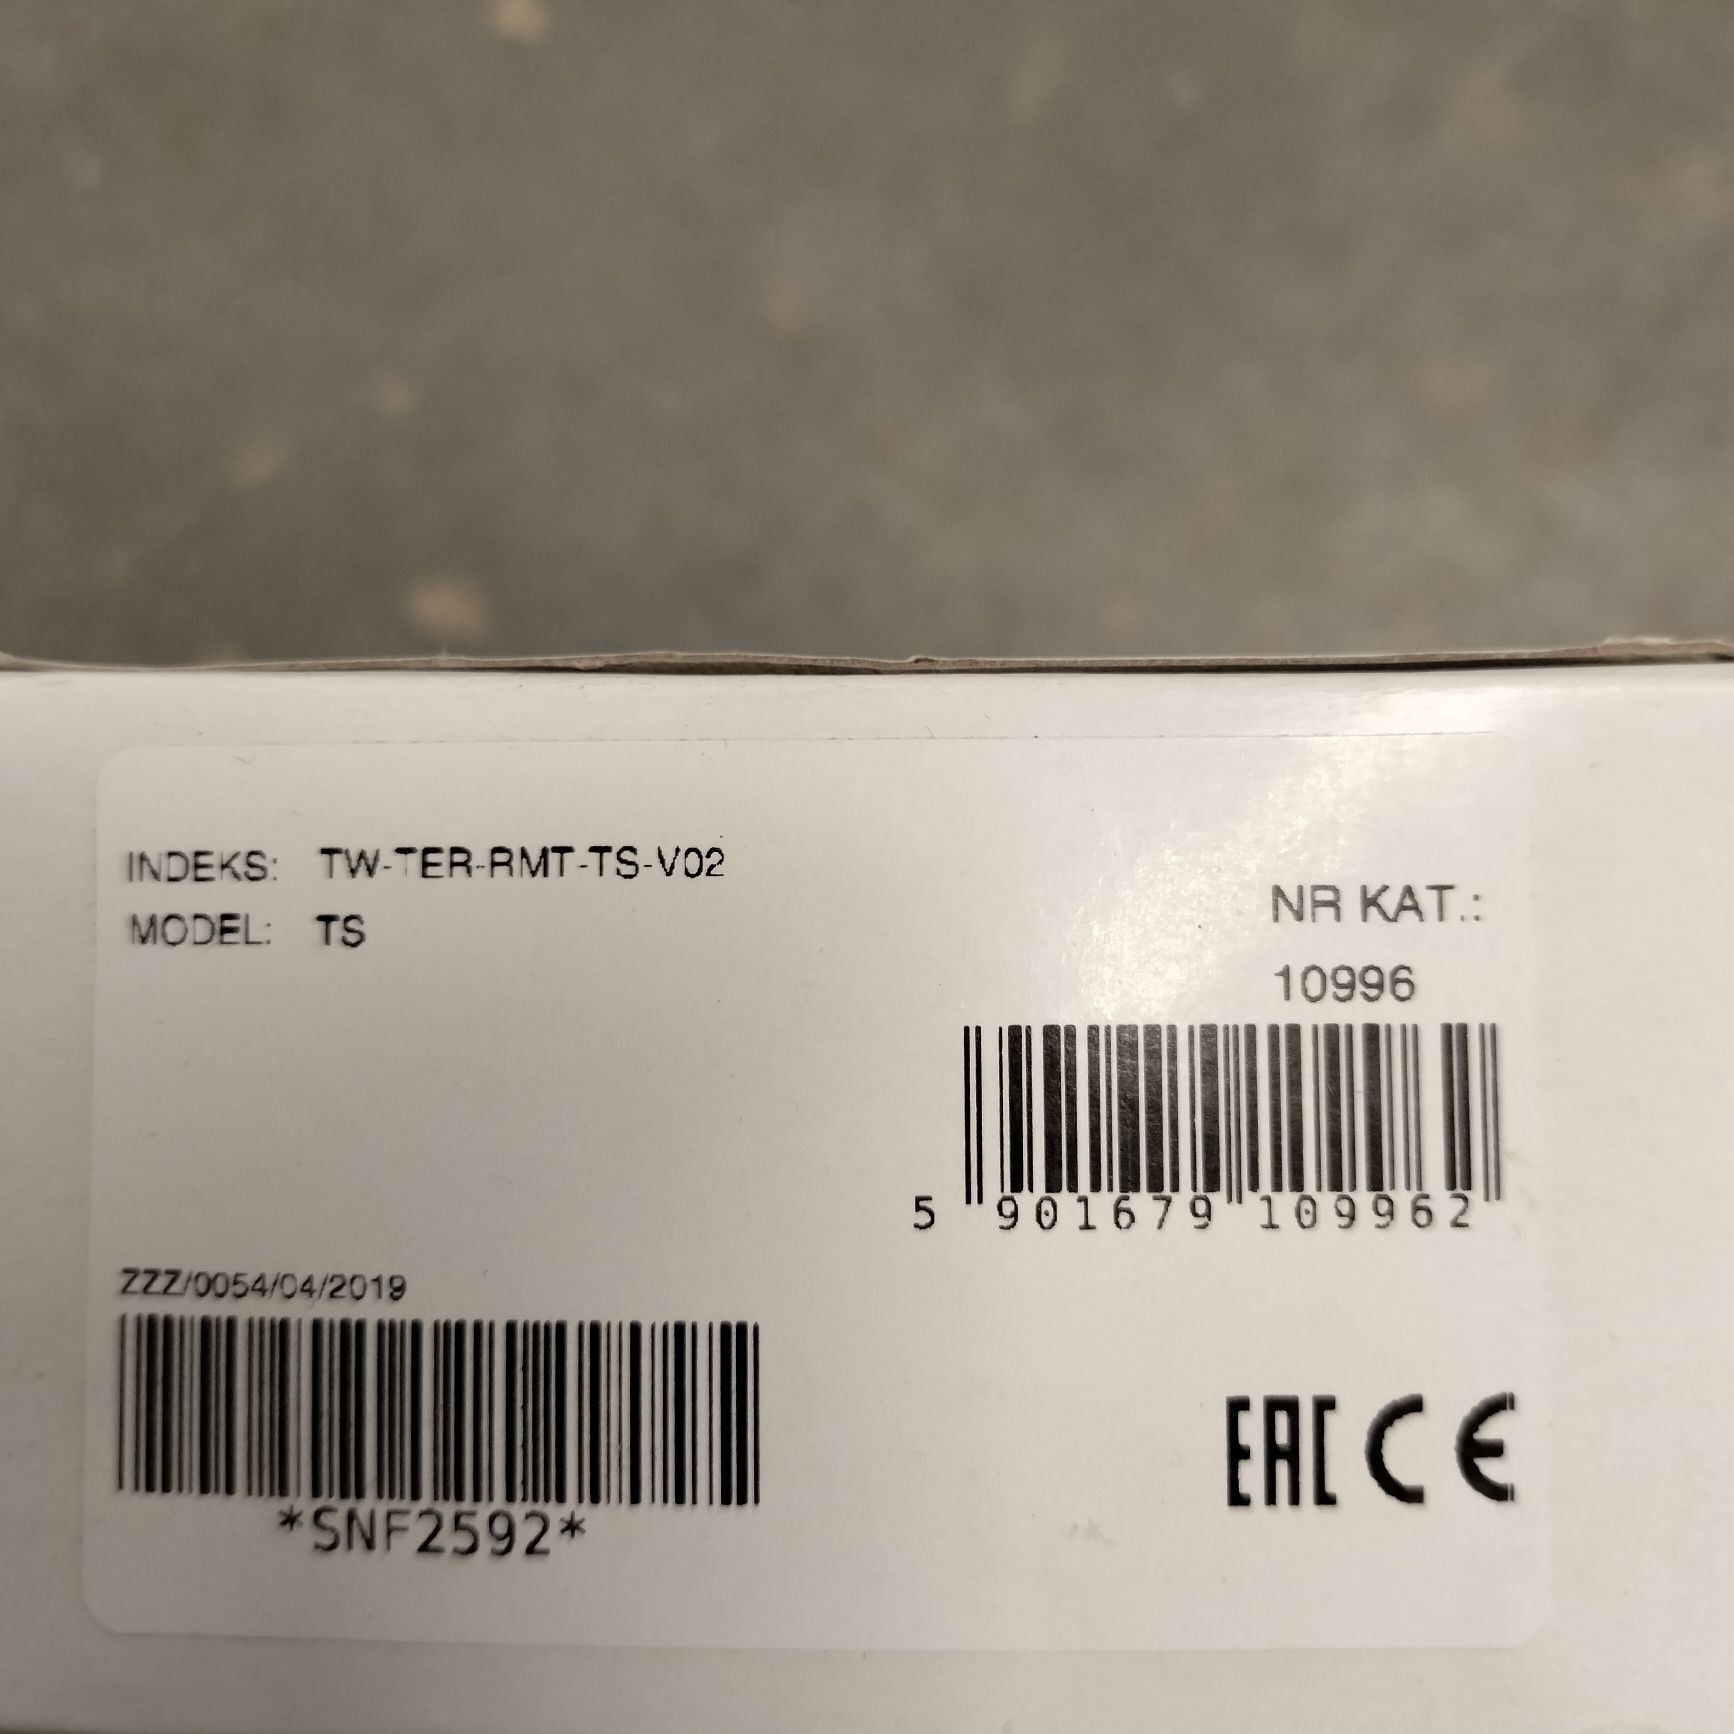 INDEKS: TW-TER-RMT-TS-V02
MODEL: TS
NR KAT.:
10996
5 901679 109962
ZZZ/0054/04/2019
*SNF2592*
EAC CE